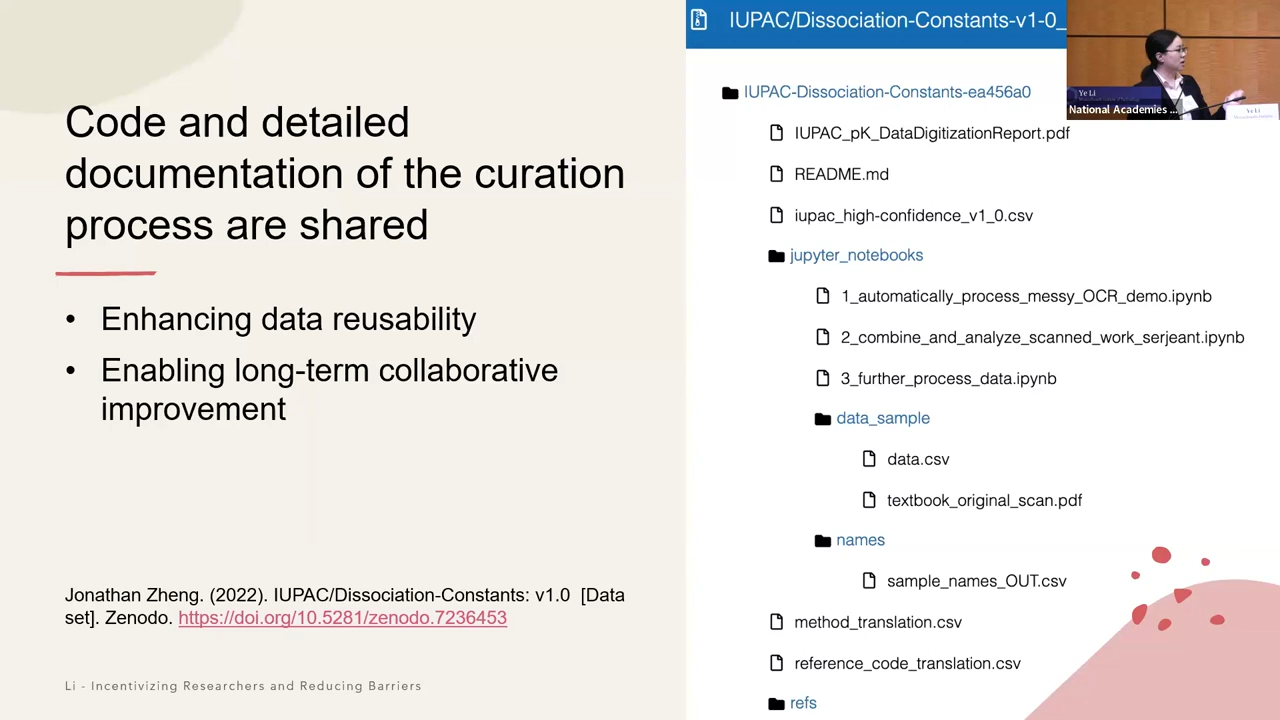 Code and detailed
documentation of the curation
process are shared
• Enhancing data reusability
• Enabling long-term collaborative
improvement
Jonathan Zheng. (2022). IUPAC/Dissociation-Constants: v1.0 [Data
set]. Zenodo. https://doi.org/10.5281/zenodo.7236453
Li - Incentivizing Researchers and Reducing Barriers
IUPAC/Dissociation-Constants-v1-0_
IUPAC-Dissociation-Constants-ea456a0
IUPAC_pK_DataDigitizationReport.pdf
README.md
iupac_high-confidence_v1_0.csv
jupyter_notebooks
1_automatically_process_messy_OCR_demo.ipynb
2_combine_and_analyze_scanned_work_serjeant.ipynb
3_further_process_data.ipynb
data_sample
data.csv
textbook_original_scan.pdf
names
sample_names_OUT.csv
method_translation.csv
reference_code_translation.csv
refs
Ye Li
National Academies ...
Ye Li